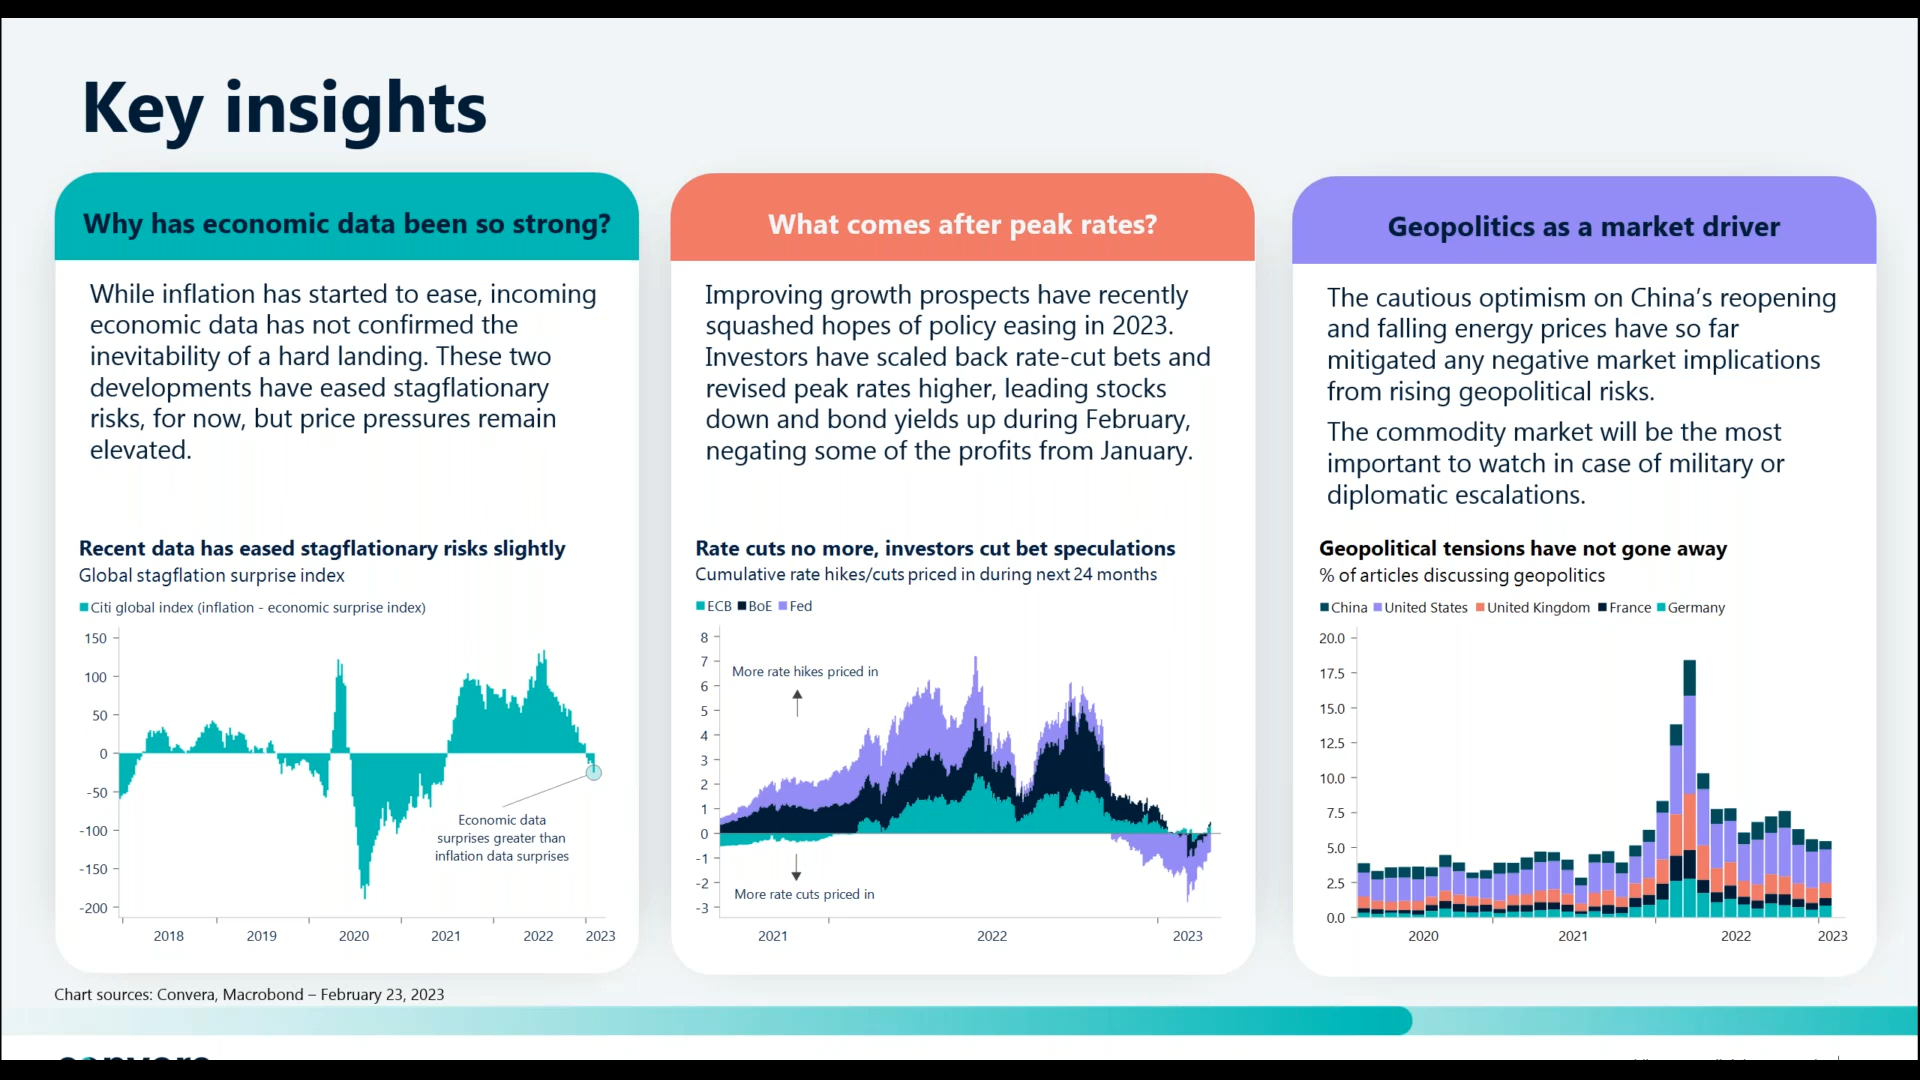 Key insights
Why has economic data been so strong?
While inflation has started to ease, incoming
economic data has not confirmed the
inevitability of a hard landing. These two
developments have eased stagflationary
risks, for now, but price pressures remain
elevated.
Recent data has eased stagflationary risks slightly
Global stagflation surprise index
Citi global index (inflation - economic surprise index)
150
100
50
0
-50
-100
-150
-200
Economic data
surprises greater than
inflation data surprises
2018 2019 2020 2021 2022 2023
What comes after peak rates?
Improving growth prospects have recently
squashed hopes of policy easing in 2023.
Investors have scaled back rate-cut bets and
revised peak rates higher, leading stocks
down and bond yields up during February,
negating some of the profits from January.
Rate cuts no more, investors cut bet speculations
Cumulative rate hikes/cuts priced in during next 24 months
ECB BoE Fed
8
7
6
5
4
3
2
1
0
-1
-2
-3
More rate hikes priced in
More rate cuts priced in
2021 2022 2023
Geopolitics as a market driver
The cautious optimism on China’s reopening
and falling energy prices have so far
mitigated any negative market implications
from rising geopolitical risks.
The commodity market will be the most
important to watch in case of military or
diplomatic escalations.
Geopolitical tensions have not gone away
% of articles discussing geopolitics
China United States United Kingdom France Germany
20.0
17.5
15.0
12.5
10.0
7.5
5.0
2.5
0.0
2020 2021 2022 2023
Chart sources: Convera, Macrobond – February 23, 2023